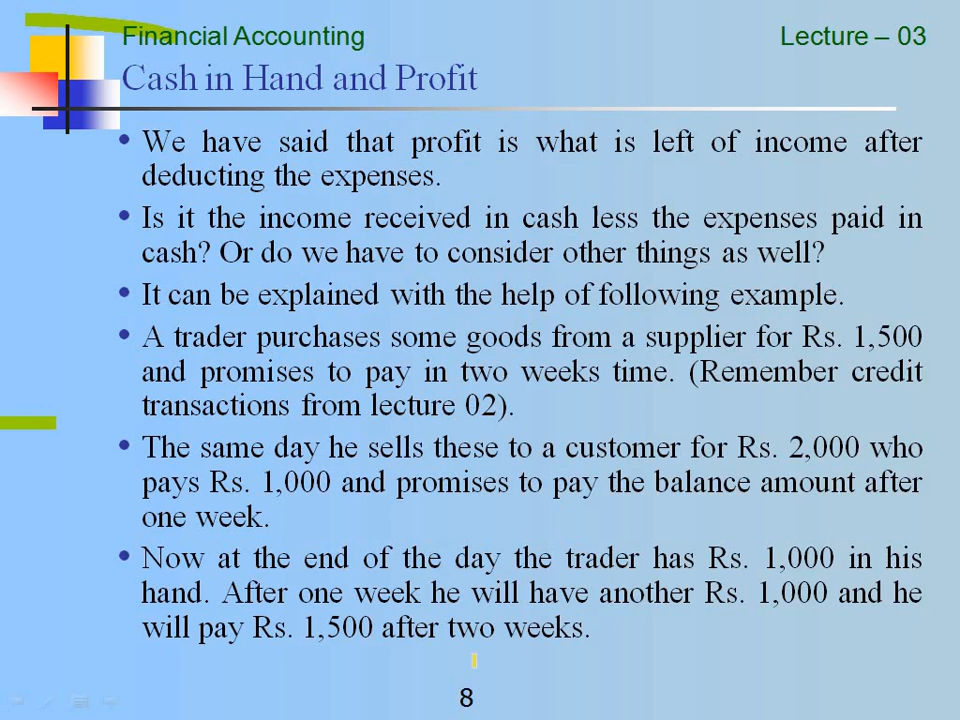 Financial Accounting Lecture – 03
Cash in Hand and Profit
• We have said that profit is what is left of income after
deducting the expenses.
• Is it the income received in cash less the expenses paid in
cash? Or do we have to consider other things as well?
• It can be explained with the help of following example.
• A trader purchases some goods from a supplier for Rs. 1,500
and promises to pay in two weeks time. (Remember credit
transactions from lecture 02).
• The same day he sells these to a customer for Rs. 2,000 who
pays Rs. 1,000 and promises to pay the balance amount after
one week.
• Now at the end of the day the trader has Rs. 1,000 in his
hand. After one week he will have another Rs. 1,000 and he
will pay Rs. 1,500 after two weeks.
8